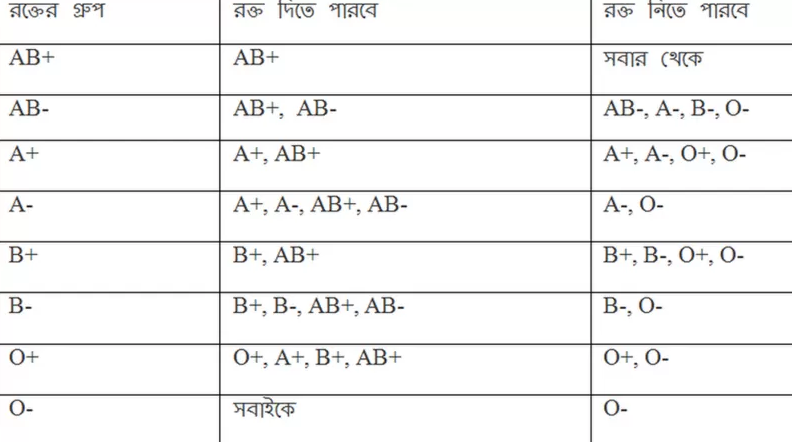 রক্তের গ্রুপ রক্ত দিতে পারবে রক্ত নিতে পারবে
AB+ AB+ সবার থেকে
AB- AB+, AB- AB-, A-, B-, O-
A+ A+, AB+ A+, A-, O+, O-
A- A+, A-, AB+, AB- A-, O-
B+ B+, AB+ B+, B-, O+, O-
B- B+, B-, AB+, AB- B-, O-
O+ O+, A+, B+, AB+ O+, O-
O- সবাইকে O-